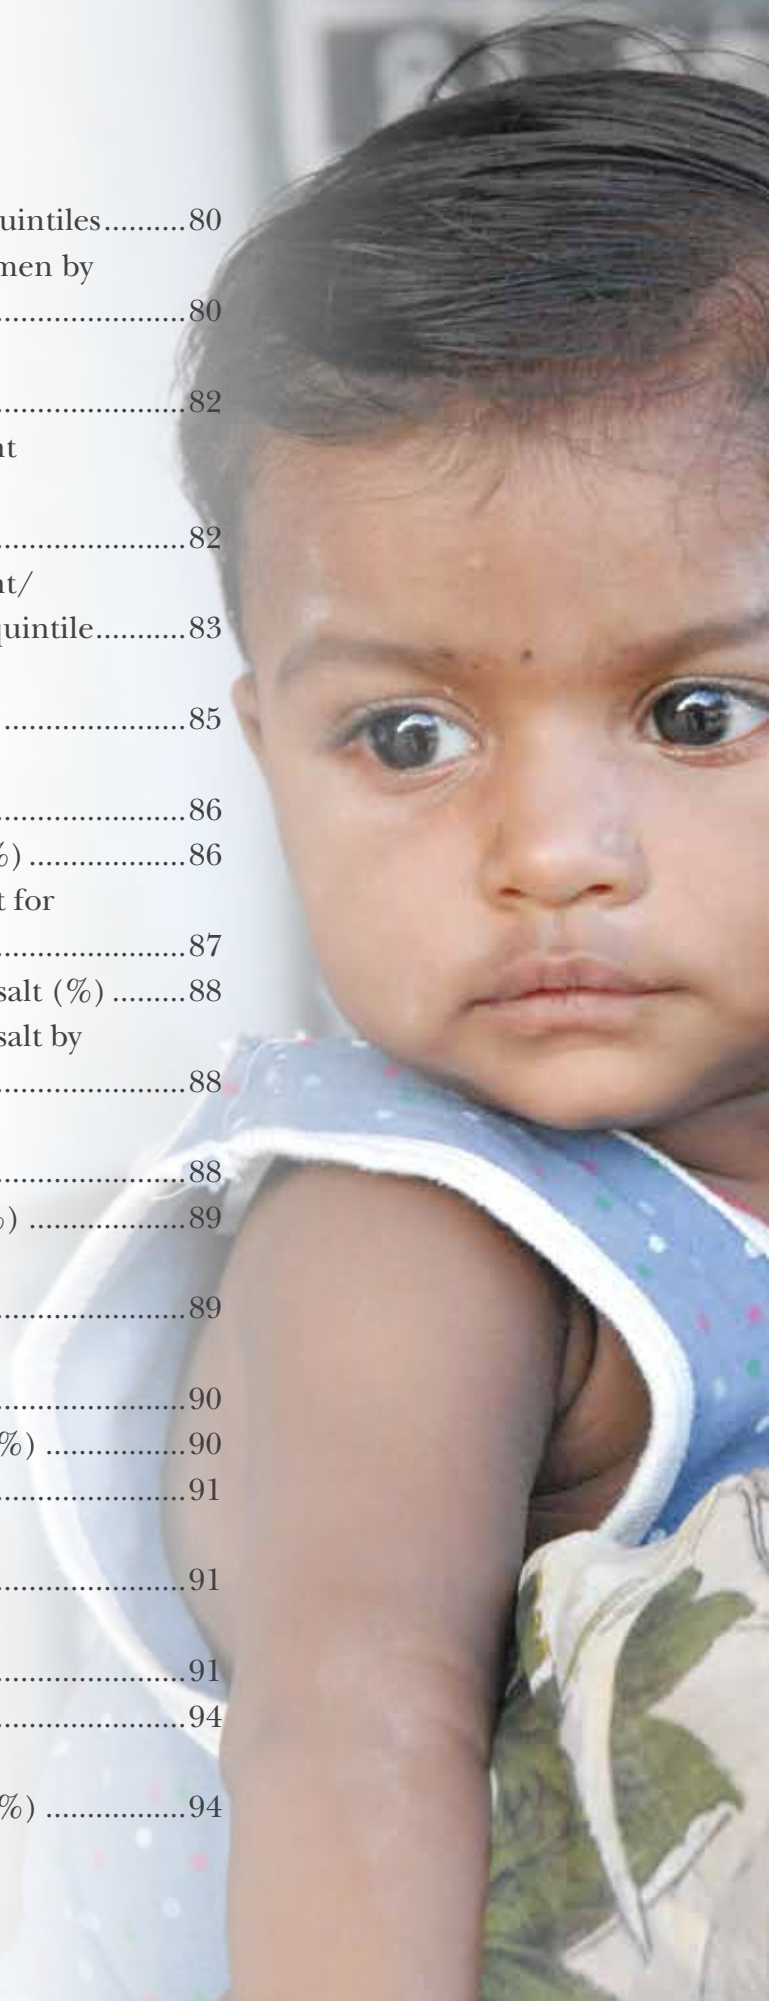 uintiles..........80
men by
.......................80
.......................82
nt
.......................82
nt/
quintile...........83
......................85
.......................86
%) ...................86
t for
.......................87
salt (%) .........88
salt by
.......................88
.......................88
%) ...................89
.......................89
.......................90
%) .................90
.......................91
.......................91
.......................91
.......................94
%) .................94